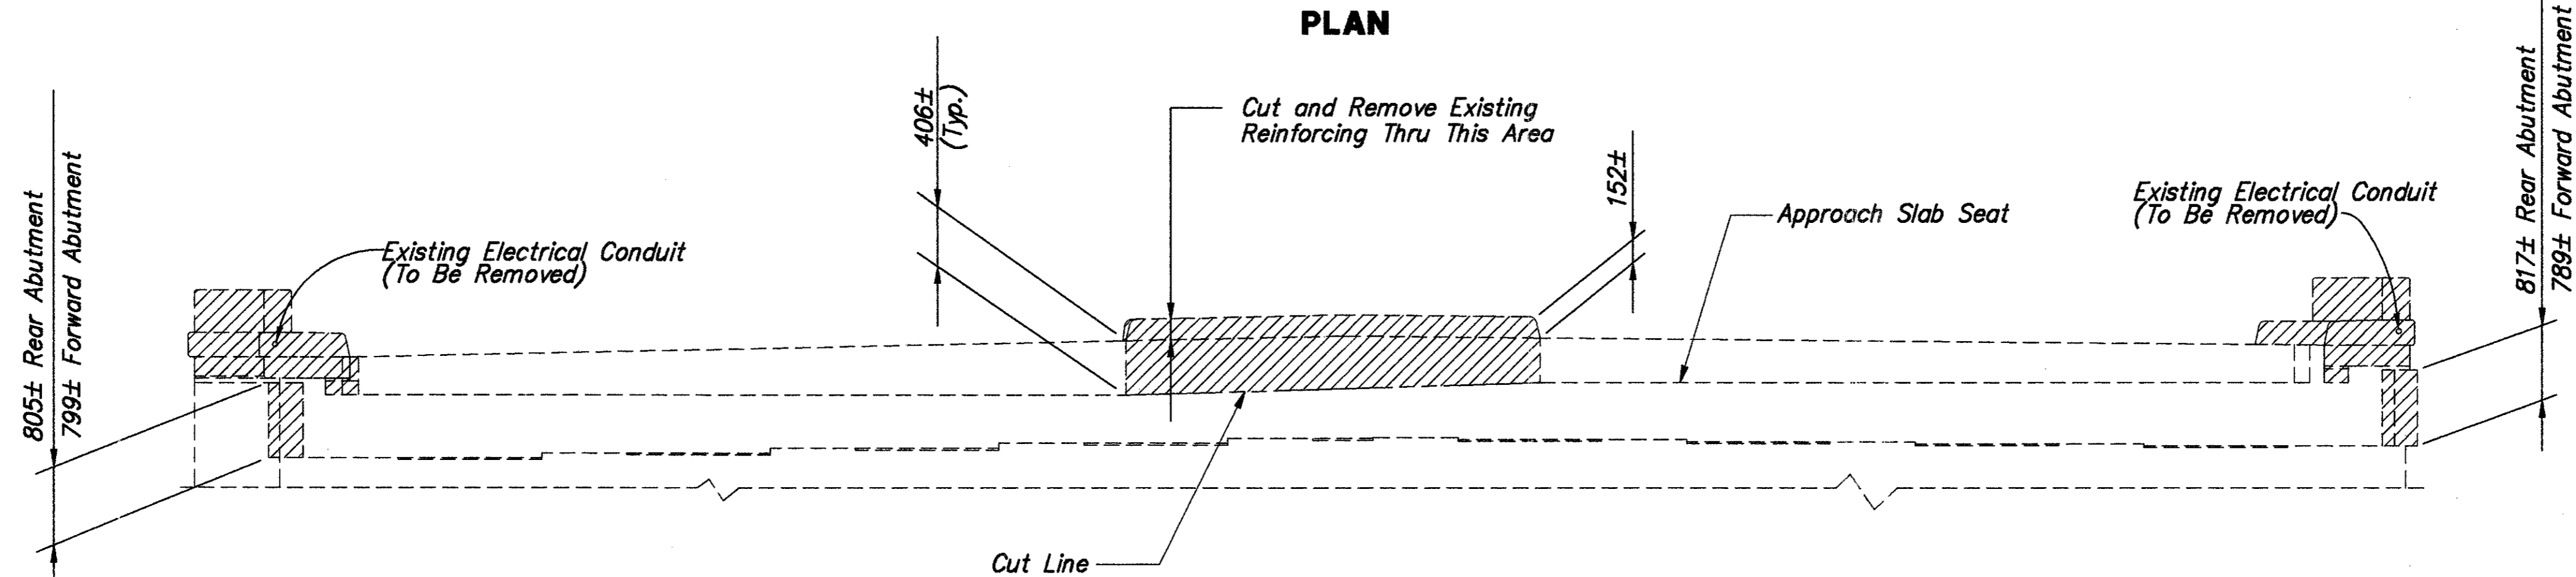 PLAN
406±
(Typ.)
Cut and Remove Existing
Reinforcing Thru This Area
152±
Approach Slab Seat
Existing Electrical Conduit
(To Be Removed)
817± Rear Abutment
789± Forward Abutment
805± Rear Abutment
799± Forward Abutment
Existing Electrical Conduit
(To Be Removed)
Cut Line